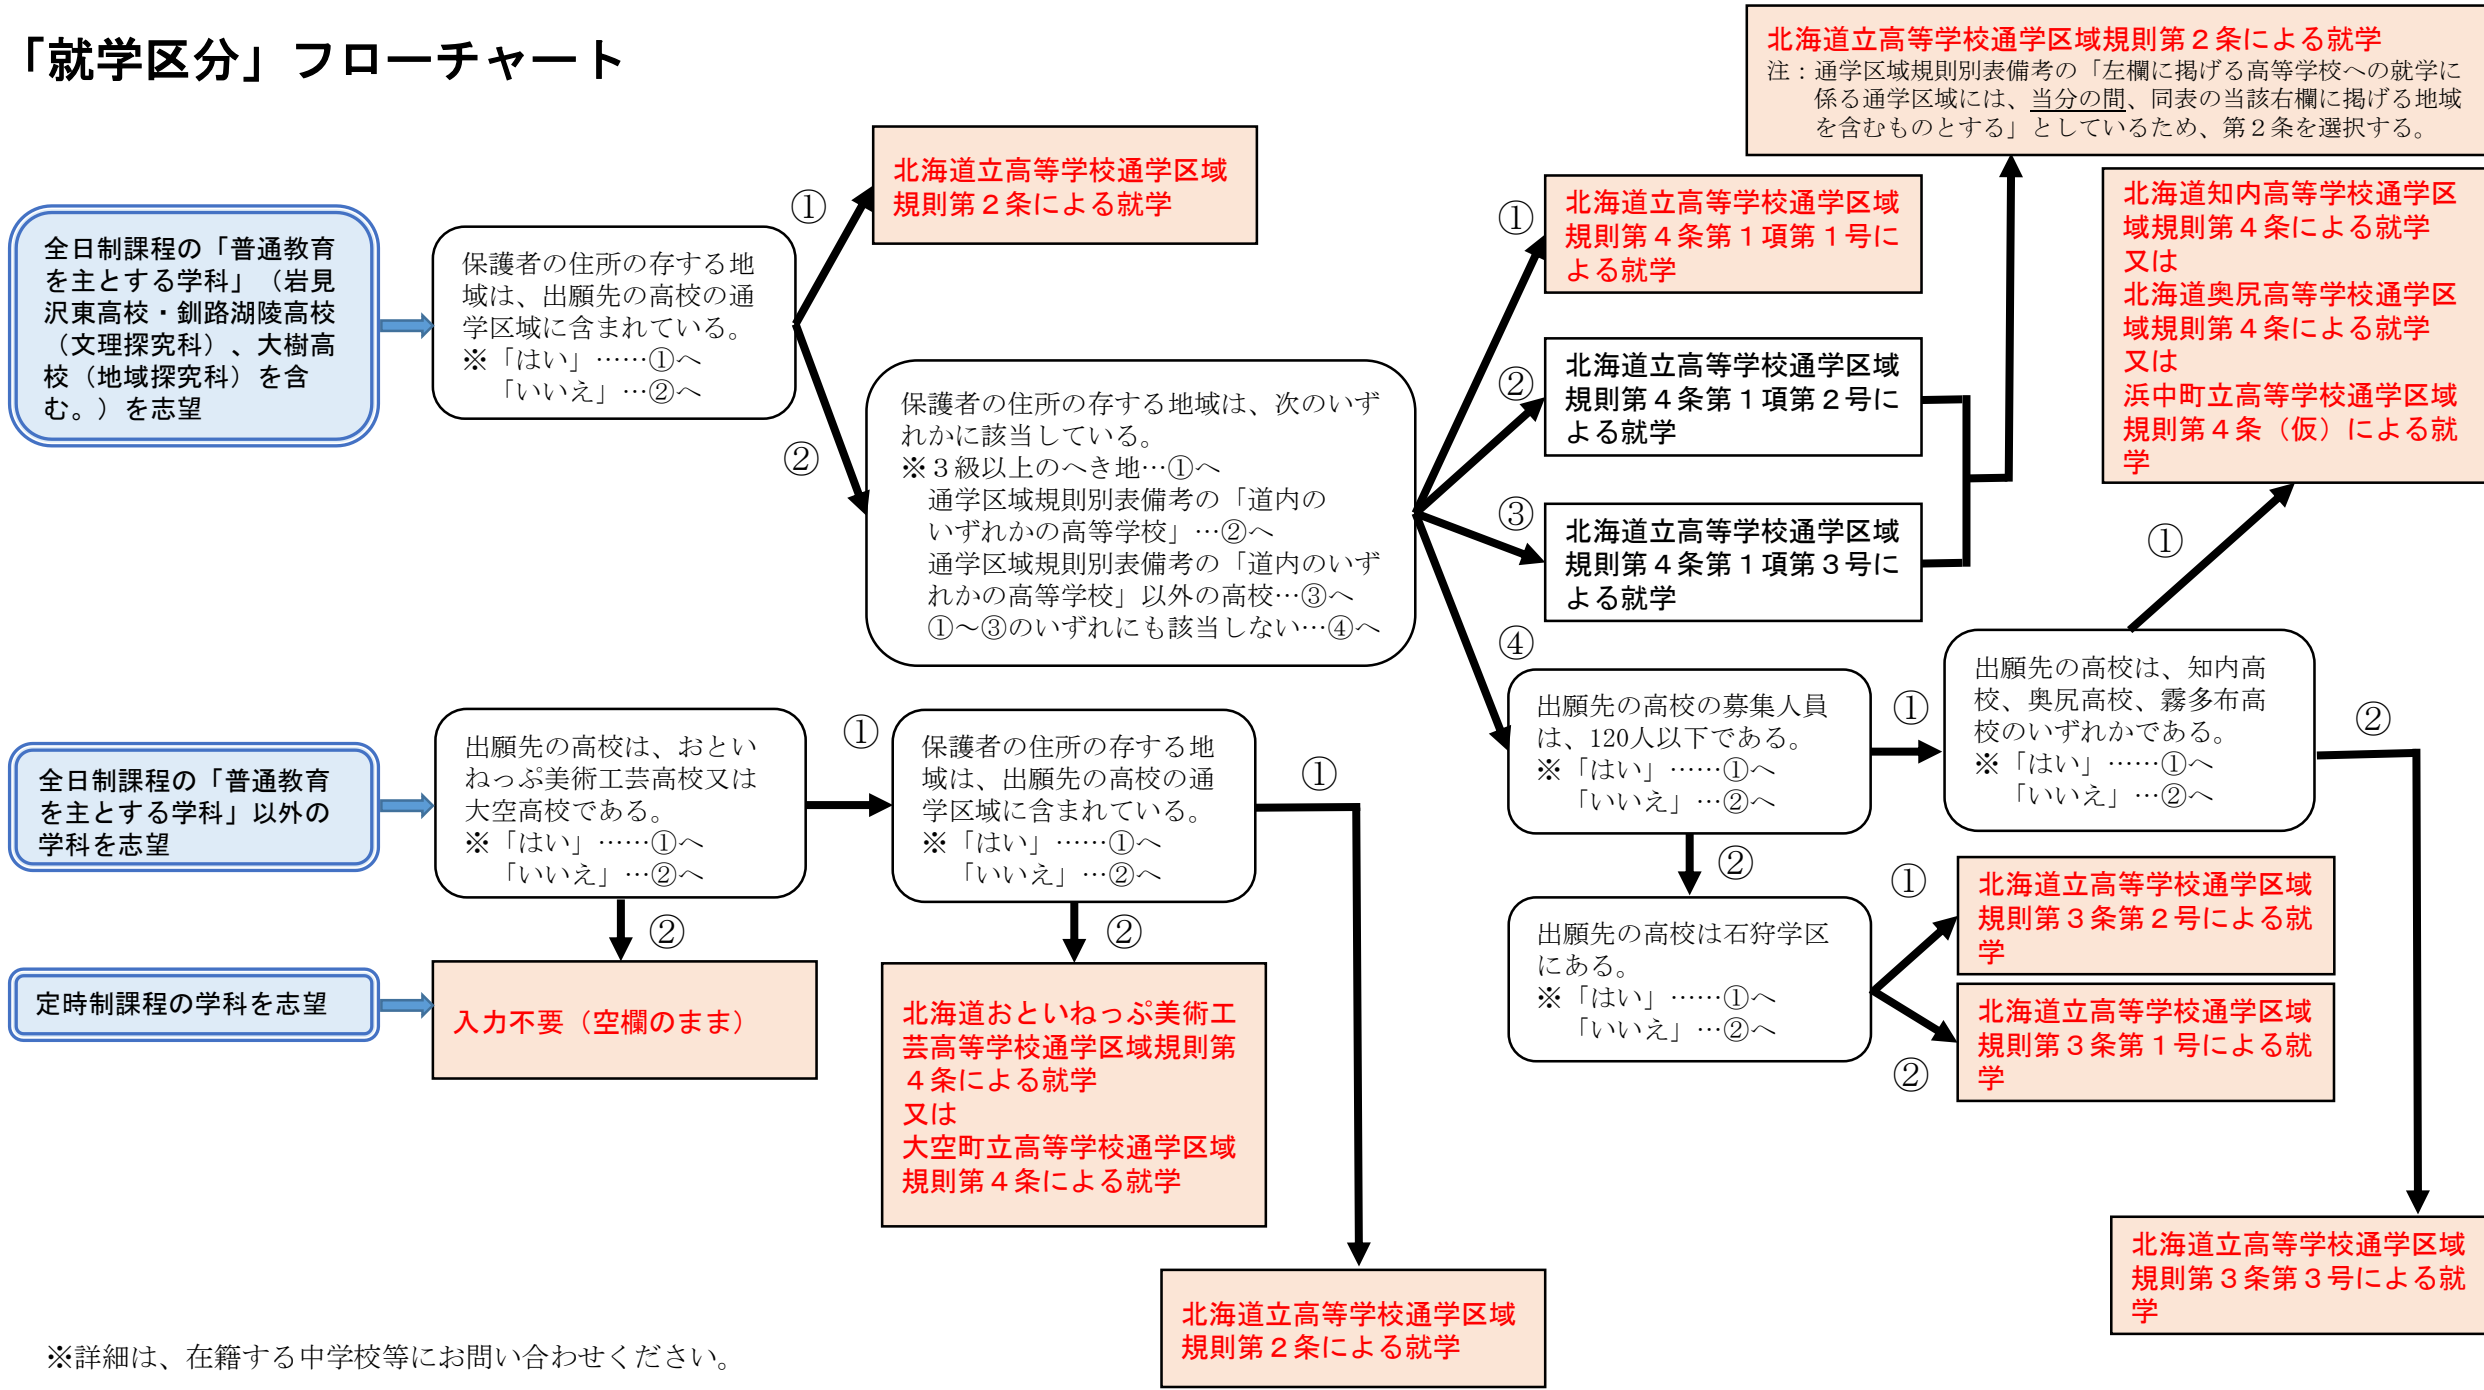 「就学区分」フローチャート
全日制課程の「普通教育
を主とする学科」（岩見
沢東高校・釧路湖陵高校
（文理探究科）、大樹高
校（地域探究科）を含
む。）を志望
保護者の住所の存する地
域は、出願先の高校の通
学区域に含まれている。
※「はい」……①へ
「いいえ」…②へ
①
北海道立高等学校通学区域
規則第２条による就学
②
保護者の住所の存する地域は、次のいず
れかに該当している。
※３級以上のへき地…①へ
通学区域規則別表備考の「道内の
いずれかの高等学校」…②へ
通学区域規則別表備考の「道内のいず
れかの高等学校」以外の高校…③へ
①～③のいずれにも該当しない…④へ
①
北海道立高等学校通学区域
規則第４条第１項第１号に
よる就学
②
北海道立高等学校通学区域
規則第４条第１項第２号に
よる就学
③
北海道立高等学校通学区域
規則第４条第１項第３号に
よる就学
北海道立高等学校通学区域規則第２条による就学
注：通学区域規則別表備考の「左欄に掲げる高等学校への就学に
係る通学区域には、当分の間、同表の当該右欄に掲げる地域
を含むものとする」としているため、第２条を選択する。
④
出願先の高校の募集人員
は、120人以下である。
※「はい」……①へ
「いいえ」…②へ
①
出願先の高校は、知内高
校、奥尻高校、霧多布高
校のいずれかである。
※「はい」……①へ
「いいえ」…②へ
①
北海道知内高等学校通学区
域規則第４条による就学
又は
北海道奥尻高等学校通学区
域規則第４条による就学
又は
浜中町立高等学校通学区域
規則第４条（仮）による就
学
②
北海道立高等学校通学区域
規則第３条第３号による就
学
②
出願先の高校は石狩学区
にある。
※「はい」……①へ
「いいえ」…②へ
①
北海道立高等学校通学区域
規則第３条第２号による就
学
②
北海道立高等学校通学区域
規則第３条第１号による就
学
全日制課程の「普通教育
を主とする学科」以外の
学科を志望
出願先の高校は、おとい
ねっぷ美術工芸高校又は
大空高校である。
※「はい」……①へ
「いいえ」…②へ
①
保護者の住所の存する地
域は、出願先の高校の通
学区域に含まれている。
※「はい」……①へ
「いいえ」…②へ
①
北海道立高等学校通学区域
規則第２条による就学
②
北海道おといねっぷ美術工
芸高等学校通学区域規則第
４条による就学
又は
大空町立高等学校通学区域
規則第４条による就学
②
定時制課程の学科を志望
入力不要（空欄のまま）
※詳細は、在籍する中学校等にお問い合わせください。